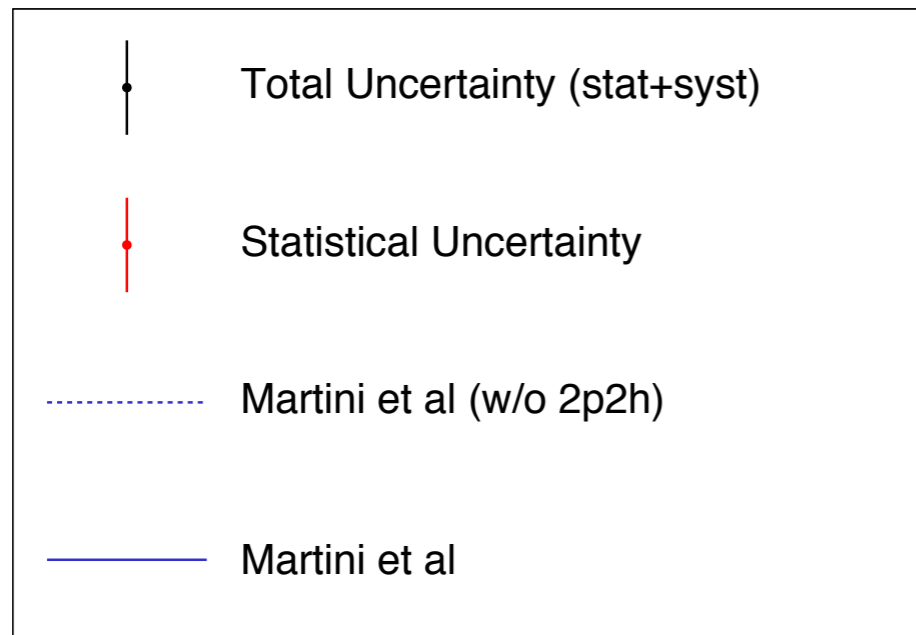 Total Uncertainty (stat+syst)
Statistical Uncertainty
Martini et al (w/o 2p2h)
Martini et al